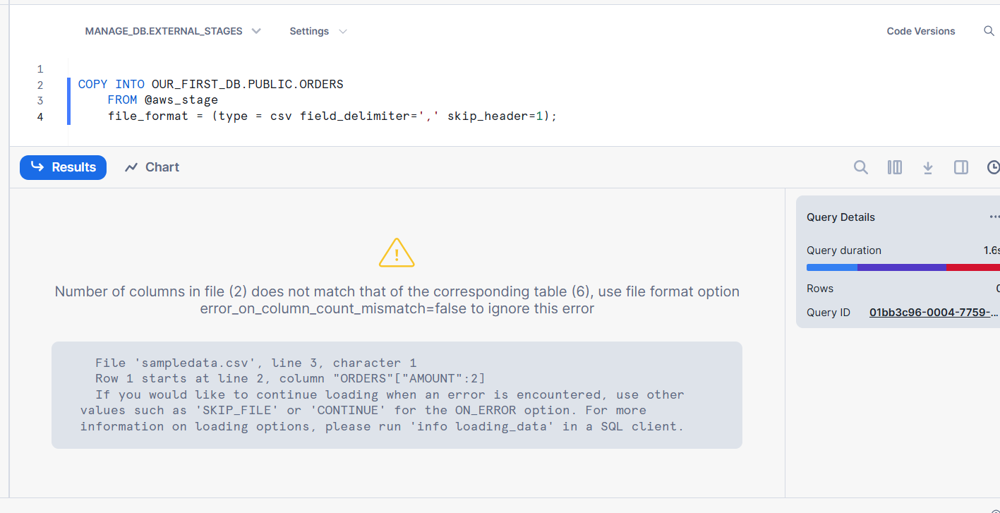 MANAGE_DB.EXTERNAL_STAGES Settings Code Versions
1
2 COPY INTO OUR_FIRST_DB.PUBLIC.ORDERS
3 FROM @aws_stage
4 file_format = (type = csv field_delimiter=',' skip_header=1);
Results Chart
Query Details ...
Query duration 1.6s
Rows
Query ID 01bb3c96-0004-7759-...
Number of columns in file (2) does not match that of the corresponding table (6), use file format option
error_on_column_count_mismatch=false to ignore this error
File 'sampledata.csv', line 3, character 1
Row 1 starts at line 2, column "ORDERS"["AMOUNT":2]
If you would like to continue loading when an error is encountered, use other
values such as 'SKIP_FILE' or 'CONTINUE' for the ON_ERROR option. For more
information on loading options, please run 'info loading_data' in a SQL client.